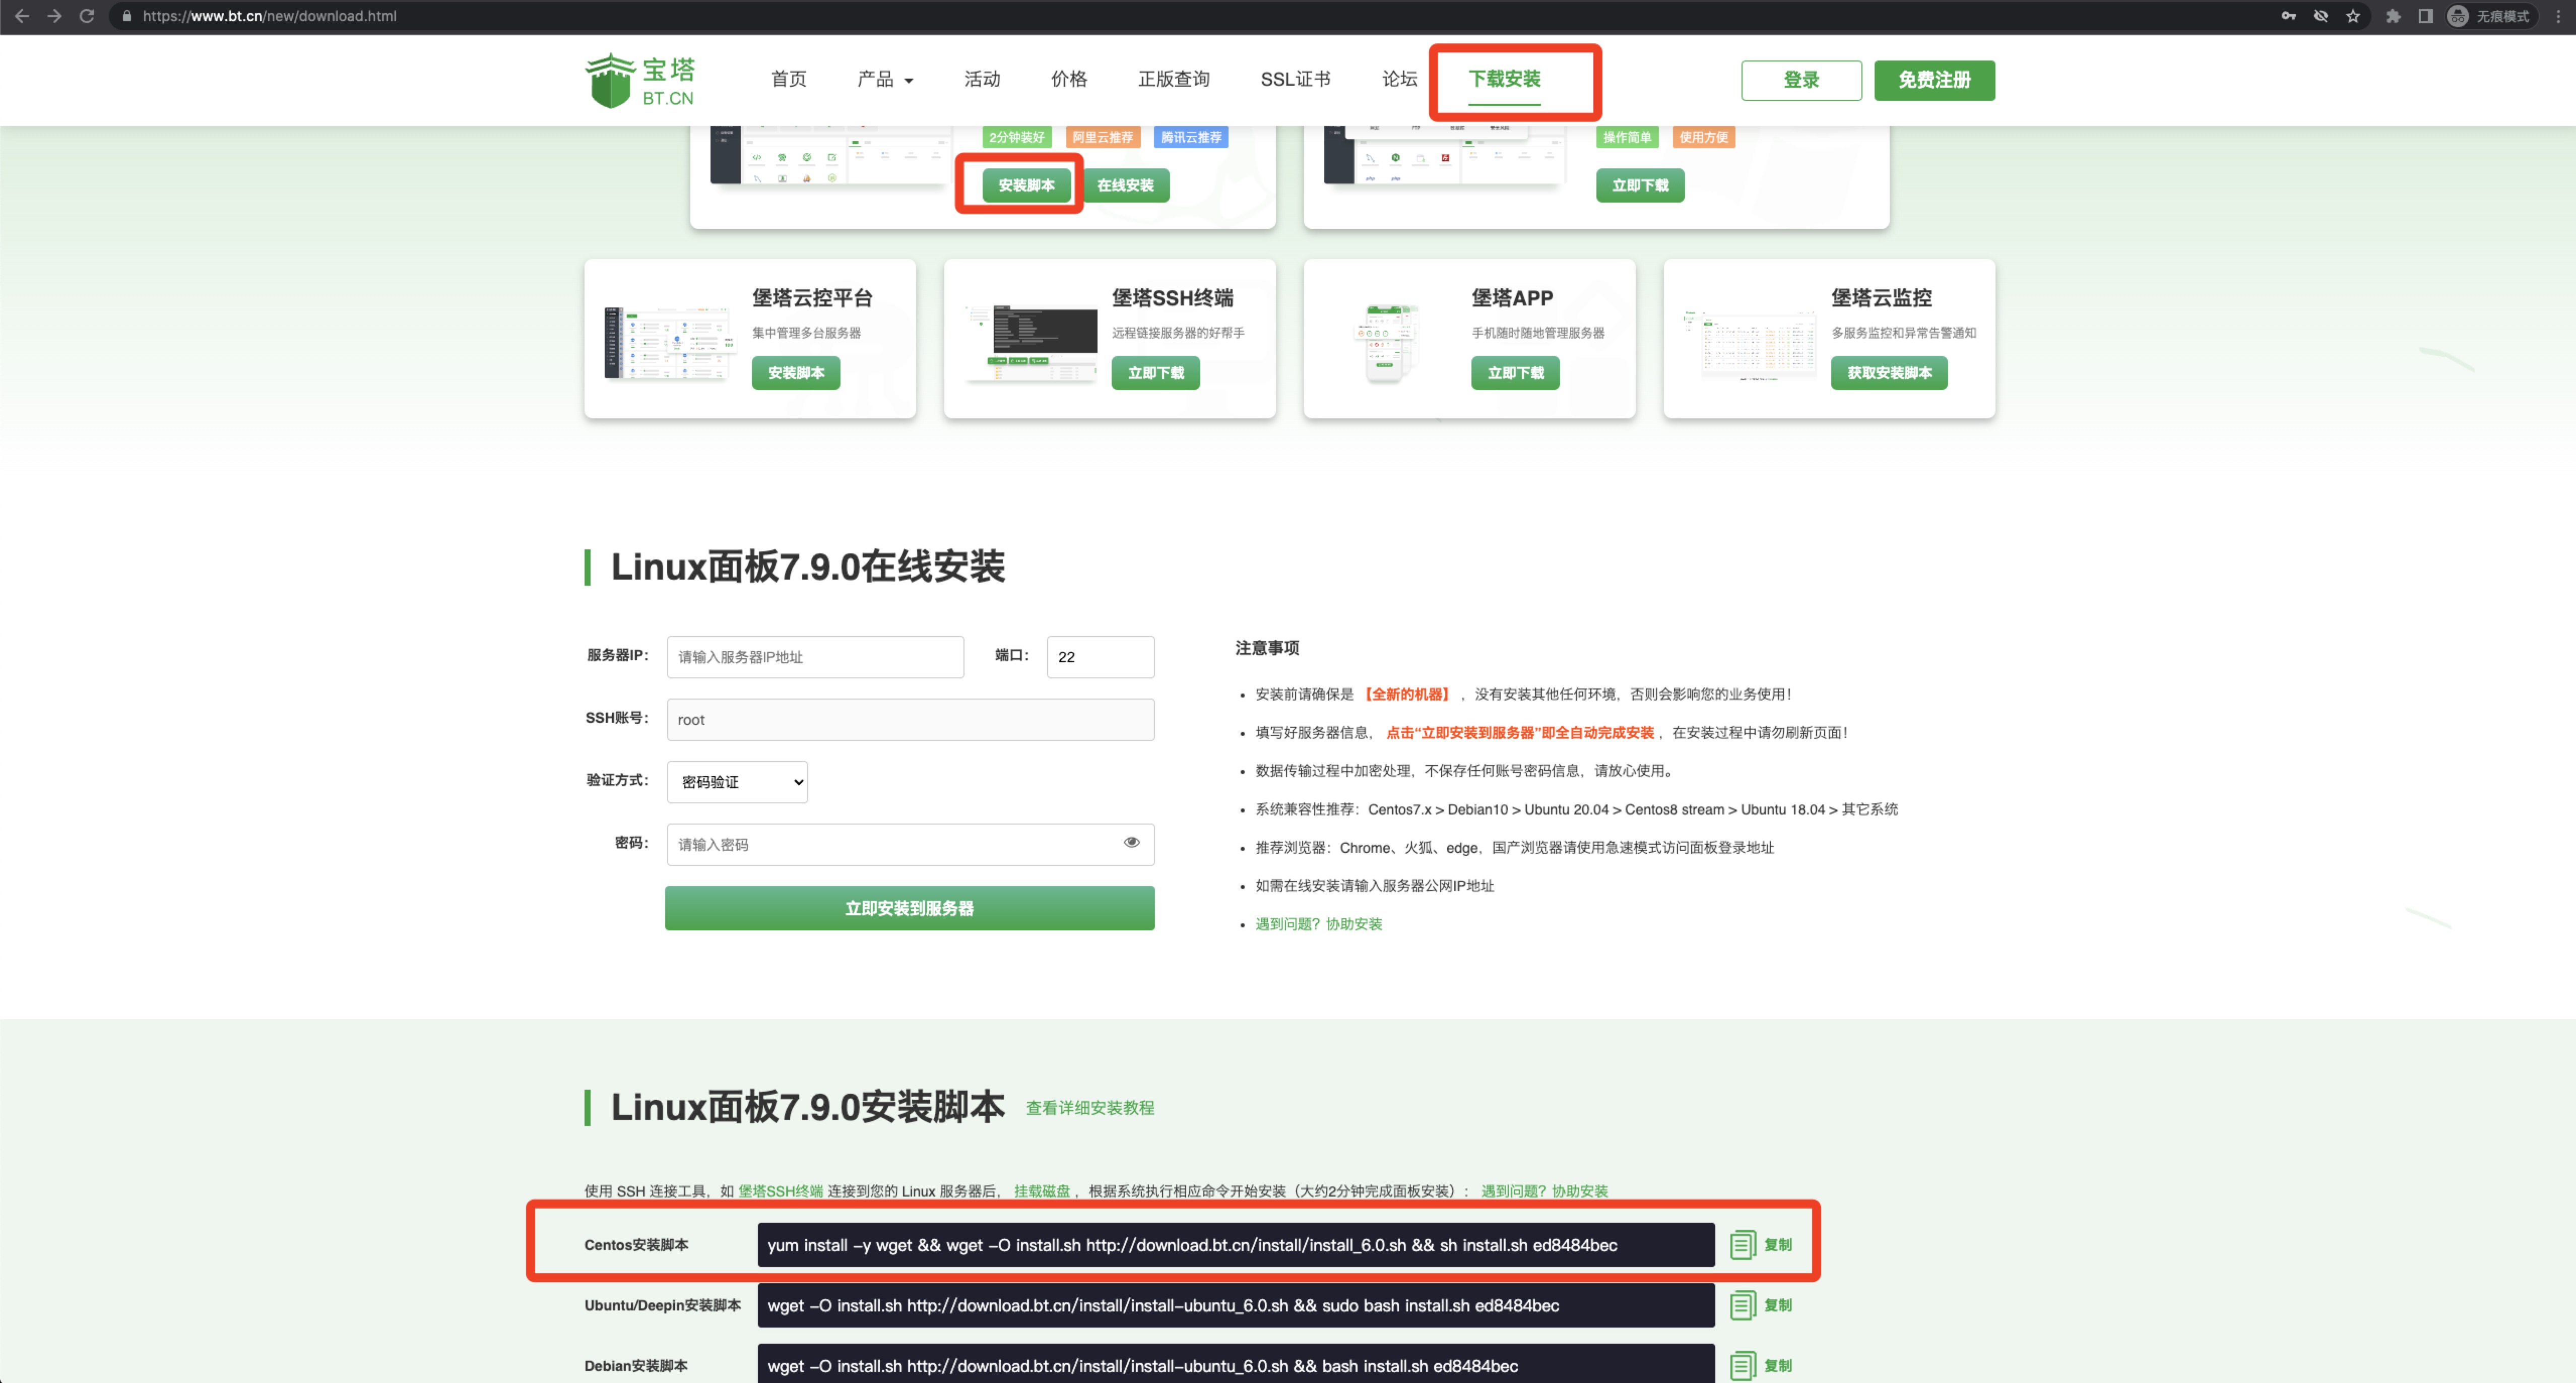 https://www.bt.cn/new/download.html
无痕模式
宝塔
BT.CN
首页
产品
活动
价格
正版查询
SSL证书
论坛
下载安装
登录
免费注册
2分钟装好
阿里云推荐
腾讯云推荐
安装脚本
在线安装
操作简单
使用方便
立即下载
堡塔云控平台
集中管理多台服务器
安装脚本
堡塔SSH终端
远程链接服务器的好帮手
立即下载
堡塔APP
手机随时随地管理服务器
立即下载
堡塔云监控
多服务监控和异常告警通知
获取安装脚本
Linux面板7.9.0在线安装
服务器IP：
请输入服务器IP地址
端口：
22
SSH账号：
root
验证方式：
密码验证
密码：
请输入密码
立即安装到服务器
注意事项
安装前请确保是【全新的机器】，没有安装其他任何环境，否则会影响您的业务使用！
填写好服务器信息，点击“立即安装到服务器”即全自动完成安装，在安装过程中请勿刷新页面！
数据传输过程中加密处理，不保存任何账号密码信息，请放心使用。
系统兼容性推荐：Centos7.x > Debian10 > Ubuntu 20.04 > Centos8 stream > Ubuntu 18.04 > 其它系统
推荐浏览器：Chrome、火狐、edge，国产浏览器请使用急速模式访问面板登录地址
如需在线安装请输入服务器公网IP地址
遇到问题？协助安装
Linux面板7.9.0安装脚本 查看详细安装教程
使用 SSH 连接工具，如 堡塔SSH终端 连接到您的 Linux 服务器后，挂载磁盘，根据系统执行相应命令开始安装（大约2分钟完成面板安装）： 遇到问题？协助安装
Centos安装脚本
yum install -y wget && wget -O install.sh http://download.bt.cn/install/install_6.0.sh && sh install.sh ed8484bec
复制
Ubuntu/Deepin安装脚本
wget -O install.sh http://download.bt.cn/install/install-ubuntu_6.0.sh && sudo bash install.sh ed8484bec
复制
Debian安装脚本
wget -O install.sh http://download.bt.cn/install/install-ubuntu_6.0.sh && bash install.sh ed8484bec
复制